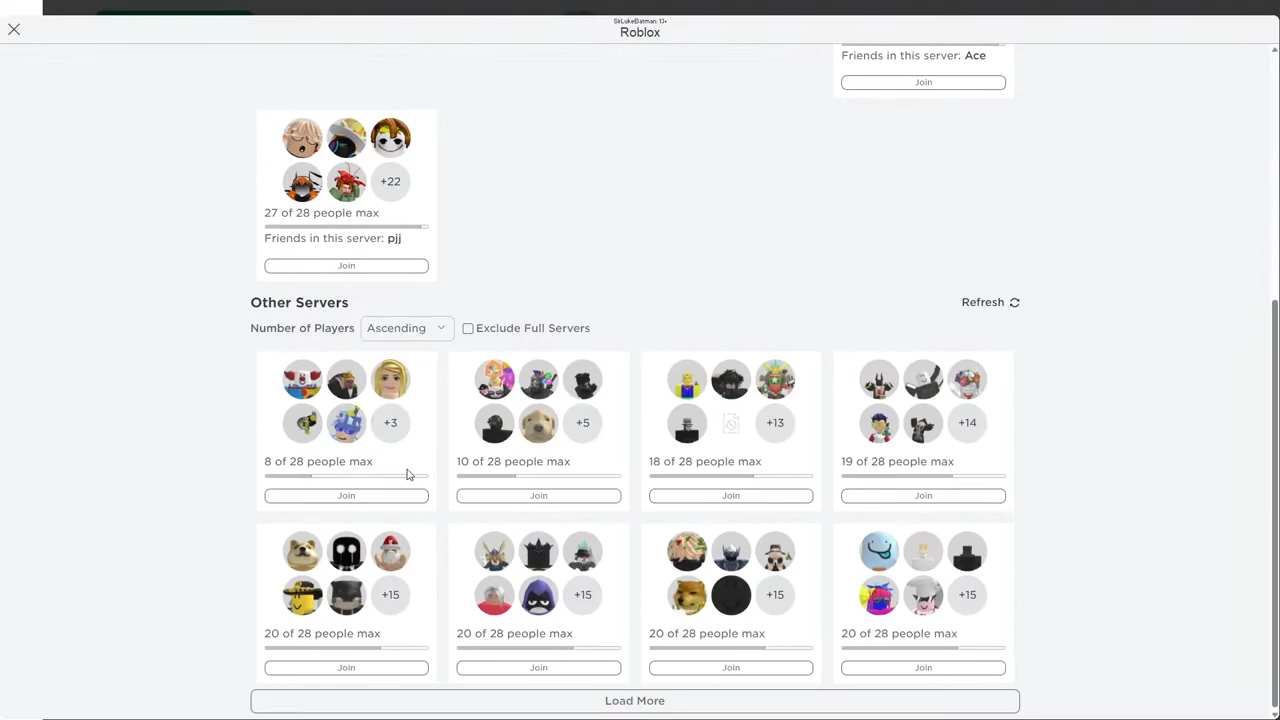 SirLukeBatman: 13+
Roblox
Friends in this server: Ace
Join
+22
27 of 28 people max
Friends in this server: pjj
Join
Other Servers
Refresh
Number of Players Ascending Exclude Full Servers
+3
8 of 28 people max
Join
+5
10 of 28 people max
Join
+13
18 of 28 people max
Join
+14
19 of 28 people max
Join
+15
20 of 28 people max
Join
+15
20 of 28 people max
Join
+15
20 of 28 people max
Join
+15
20 of 28 people max
Join
Load More